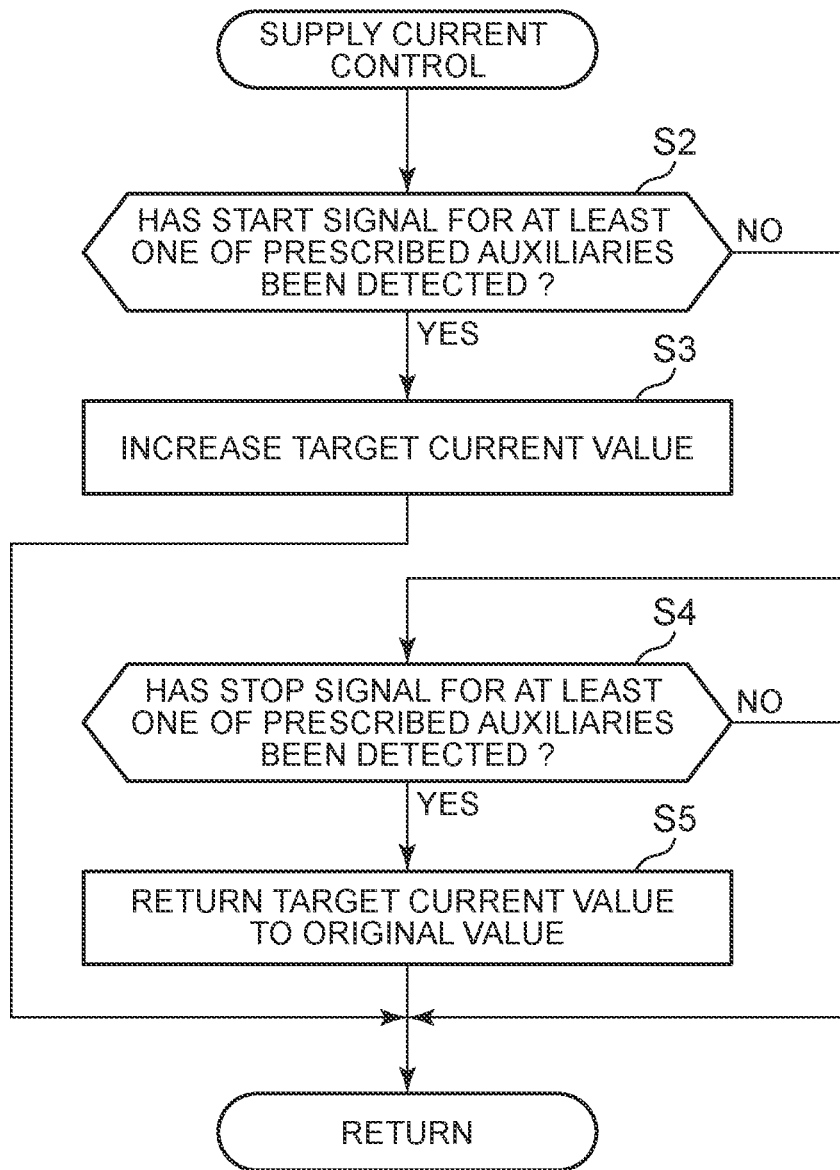 SUPPLY CURRENT
CONTROL
S2
HAS START SIGNAL FOR AT LEAST
ONE OF PRESCRIBED AUXILIARIES
BEEN DETECTED ?
NO
YES
S3
INCREASE TARGET CURRENT VALUE
S4
HAS STOP SIGNAL FOR AT LEAST
ONE OF PRESCRIBED AUXILIARIES
BEEN DETECTED ?
NO
YES
S5
RETURN TARGET CURRENT VALUE
TO ORIGINAL VALUE
RETURN